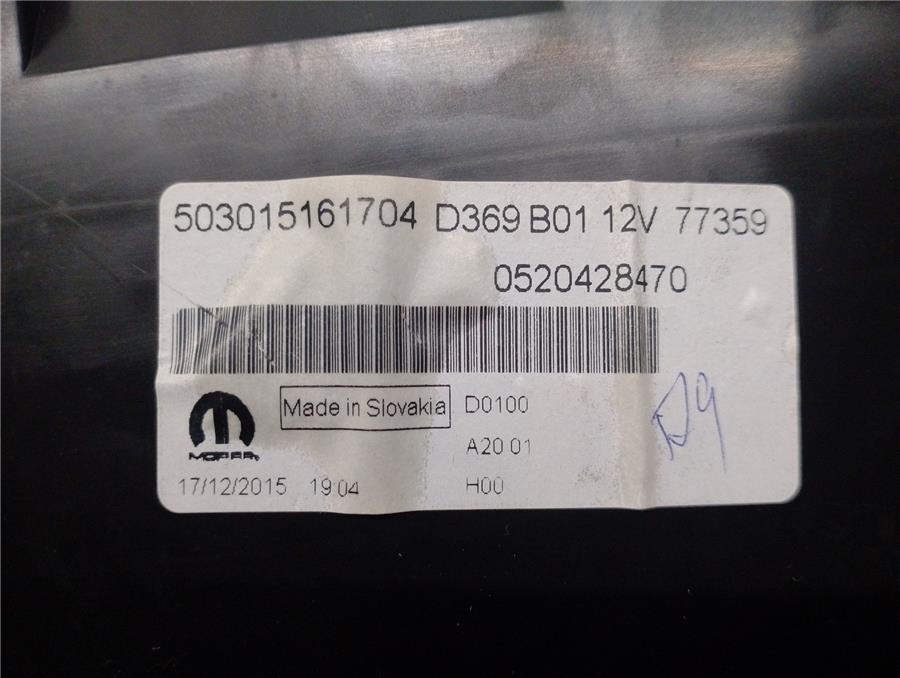 503015161704 D369 B01 12V 77359
0520428470
Made in Slovakia D0100
MOPAR
A20 01
17/12/2015 19:04 H00